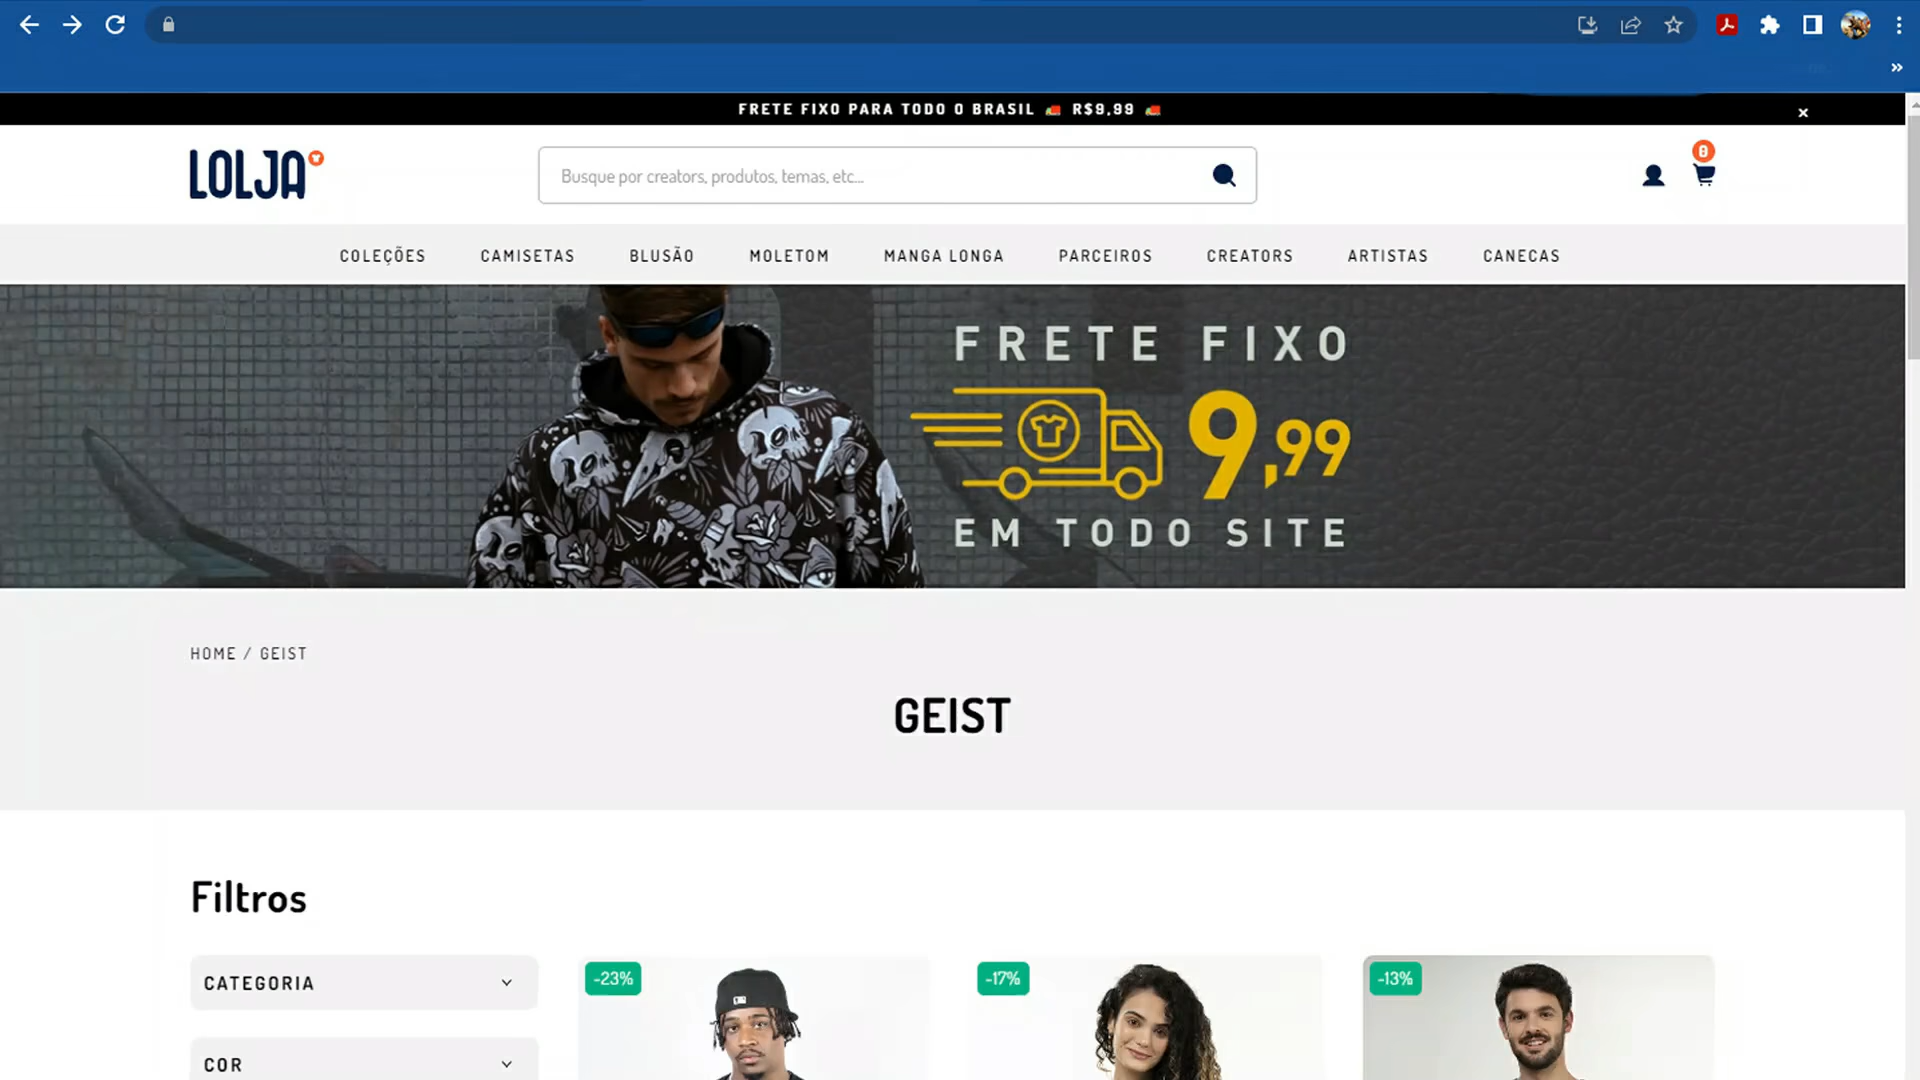 FRETE FIXO PARA TODO O BRASIL 🚚 R$9,99 🚚
LOLJA
Busque por creators, produtos, temas, etc...
0
COLEÇÕES CAMISETAS BLUSÃO MOLETOM MANGA LONGA PARCEIROS CREATORS ARTISTAS CANECAS
FRETE FIXO
9,99
EM TODO SITE
HOME / GEIST
GEIST
Filtros
CATEGORIA
-23% -17% -13%
COR